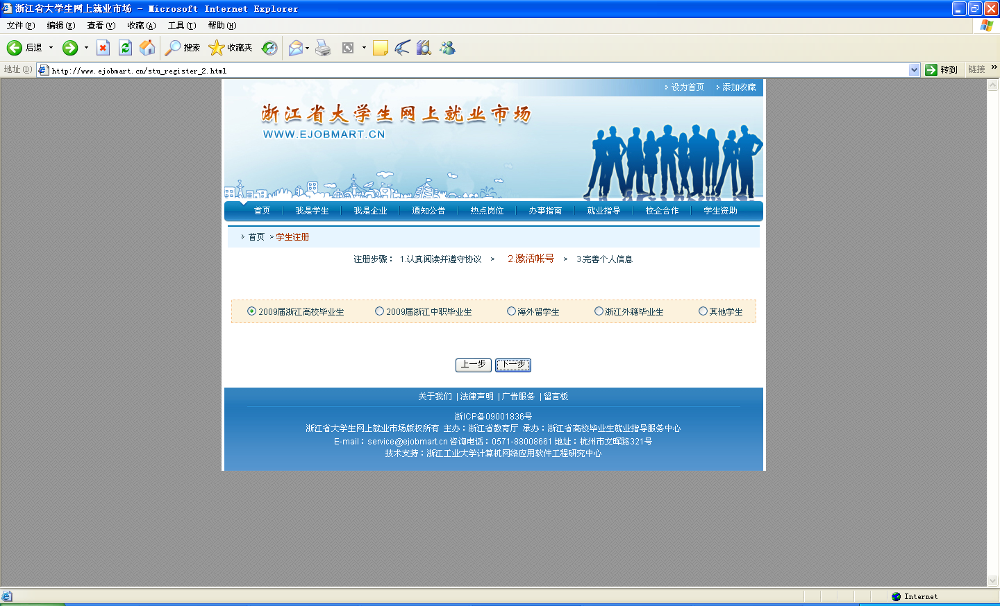 浙江省大学生网上就业市场 - Microsoft Internet Explorer
文件(F) 编辑(E) 查看(V) 收藏(A) 工具(T) 帮助(H)
后退 搜索 收藏夹
地址(D) http://www.ejobmart.cn/stu_register_2.html 转到 链接 »
设为首页 添加收藏
浙江省大学生网上就业市场
WWW.EJOBMART.CN
首页 我是学生 我是企业 通知公告 热点岗位 办事指南 就业指导 校企合作 学生资助
首页 > 学生注册
注册步骤： 1.认真阅读并遵守协议 > 2.激活帐号 > 3.完善个人信息
2009届浙江高校毕业生 2009届浙江中职毕业生 海外留学生 浙江外籍毕业生 其他学生
上一步 下一步
关于我们 | 法律声明 | 广告服务 | 留言板
浙ICP备09001836号
浙江省大学生网上就业市场版权所有 主办：浙江省教育厅 承办：浙江省高校毕业生就业指导服务中心
E-mail：service@ejobmart.cn 咨询电话：0571-88008661 地址：杭州市文晖路321号
技术支持：浙江工业大学计算机网络应用软件工程研究中心
Internet